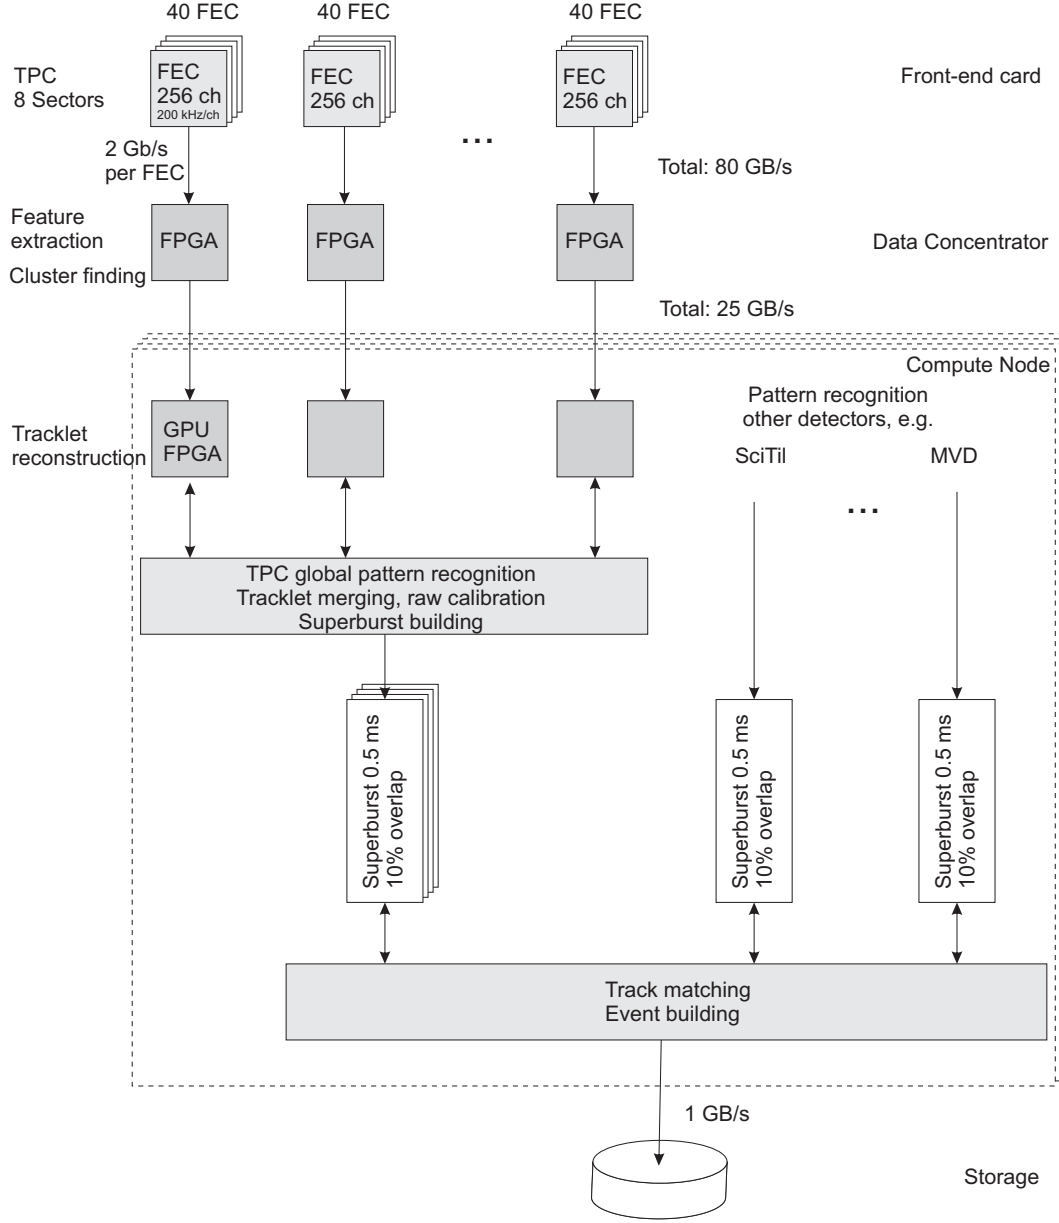 40 FEC
40 FEC
40 FEC
TPC
8 Sectors
FEC
256 ch
200 kHz/ch
FEC
256 ch
FEC
256 ch
Front-end card
...
2 Gb/s
per FEC
Total: 80 GB/s
Feature
extraction
Cluster finding
FPGA
FPGA
FPGA
Data Concentrator
Total: 25 GB/s
Compute Node
Pattern recognition
other detectors, e.g.
SciTil
MVD
...
Tracklet
reconstruction
GPU
FPGA
TPC global pattern recognition
Tracklet merging, raw calibration
Superburst building
Superburst 0.5 ms
10% overlap
Superburst 0.5 ms
10% overlap
Superburst 0.5 ms
10% overlap
Track matching
Event building
1 GB/s
Storage